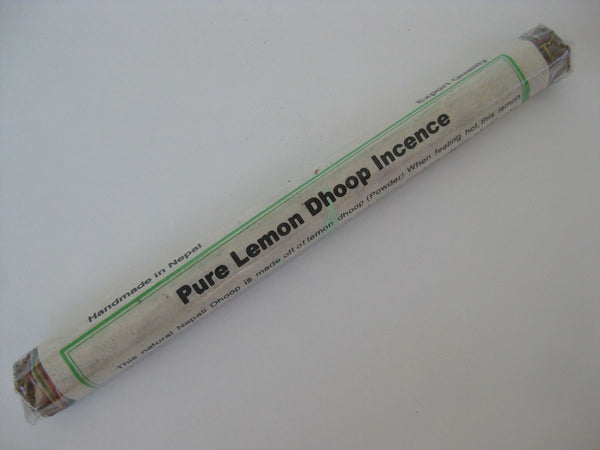 Handmade in Nepal
Export Quality
Pure Lemon Dhoop Incence
This natural Nepali Dhoop is made off of lemon dhoop (Powder) When feeling hot, this lemon